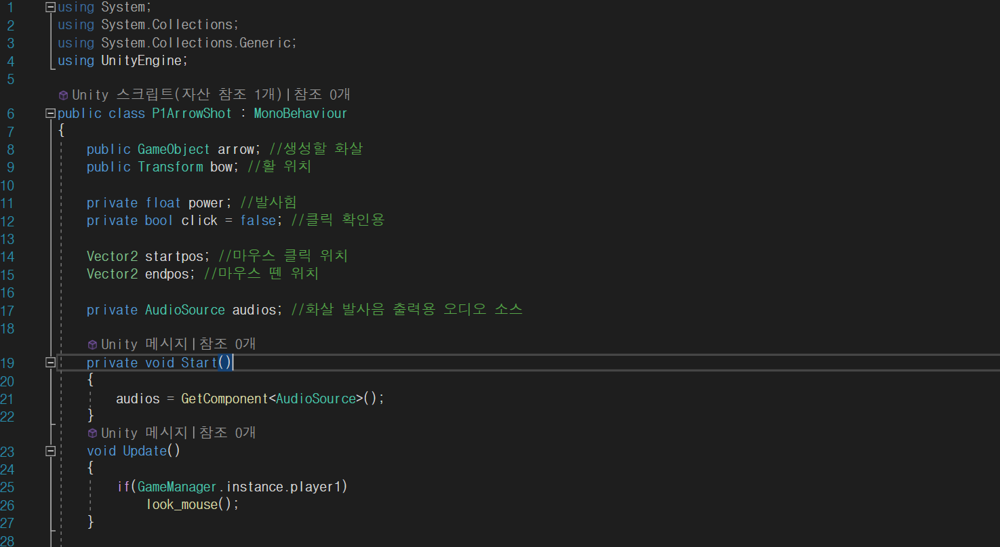 1 using System;
2 using System.Collections;
3 using System.Collections.Generic;
4 using UnityEngine;
5
Unity 스크립트(자산 참조 1개)|참조 0개
6 public class P1ArrowShot : MonoBehaviour
7 {
8 public GameObject arrow; //생성할 화살
9 public Transform bow; //활 위치
10
11 private float power; //발사힘
12 private bool click = false; //클릭 확인용
13
14 Vector2 startpos; //마우스 클릭 위치
15 Vector2 endpos; //마우스 뗀 위치
16
17 private AudioSource audios; //화살 발사음 출력용 오디오 소스
18
Unity 메시지|참조 0개
19 private void Start()
20 {
21 audios = GetComponent<AudioSource>();
22 }
Unity 메시지|참조 0개
23 void Update()
24 {
25 if(GameManager.instance.player1)
26 look_mouse();
27 }
28